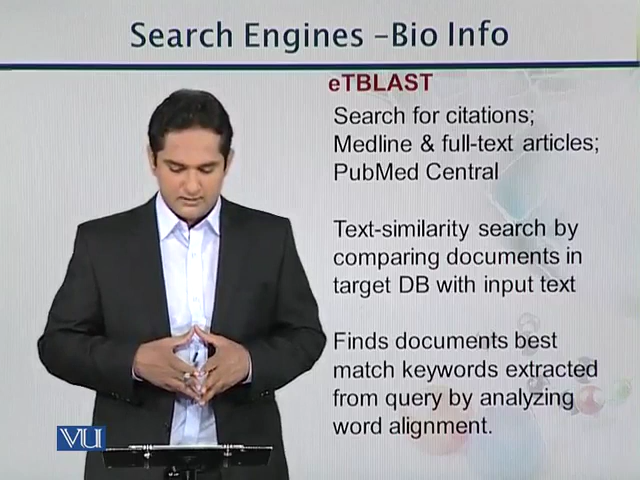 Search Engines –Bio Info
eTBLAST
Search for citations;
Medline & full-text articles;
PubMed Central
Text-similarity search by
comparing documents in
target DB with input text
Finds documents best
match keywords extracted
from query by analyzing
word alignment.
VU